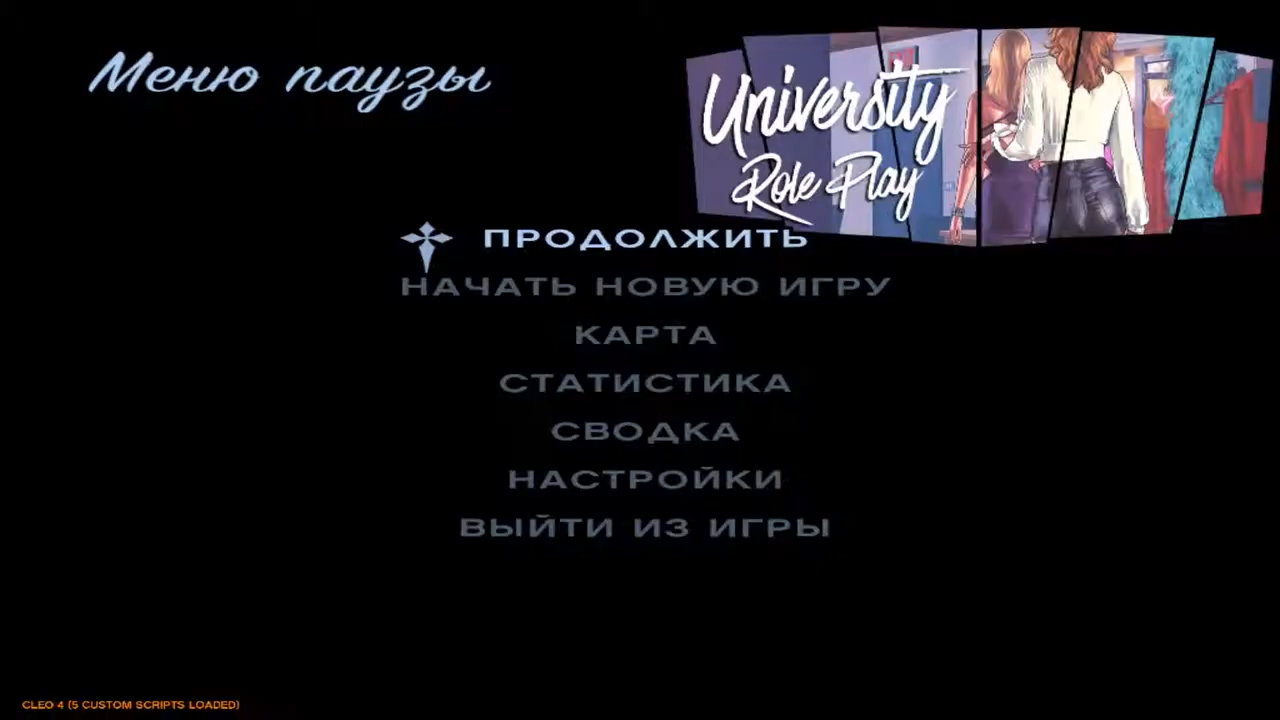 Меню паузы
University
Role Play
ПРОДОЛЖИТЬ
НАЧАТЬ НОВУЮ ИГРУ
КАРТА
СТАТИСТИКА
СВОДКА
НАСТРОЙКИ
ВЫЙТИ ИЗ ИГРЫ
CLEO 4 (5 CUSTOM SCRIPTS LOADED)